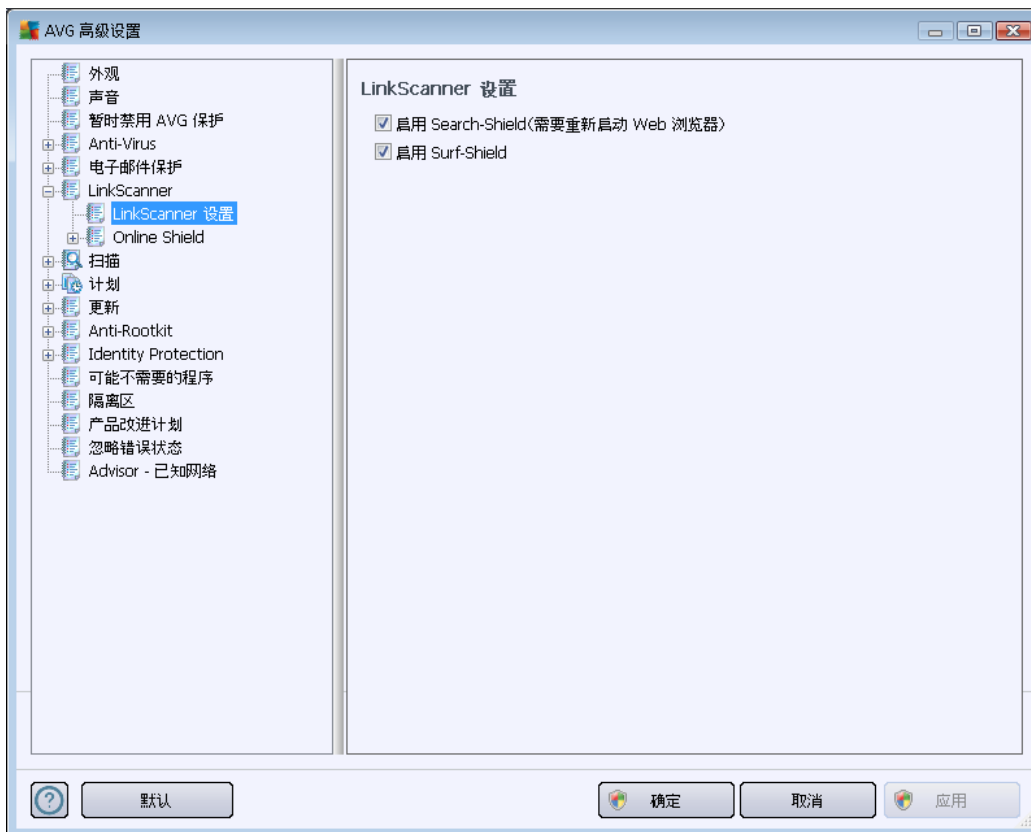 AVG 高级设置
外观
声音
暂时禁用 AVG 保护
Anti-Virus
电子邮件保护
LinkScanner
LinkScanner 设置
Online Shield
扫描
计划
更新
Anti-Rootkit
Identity Protection
可能不需要的程序
隔离区
产品改进计划
忽略错误状态
Advisor - 已知网络
LinkScanner 设置
启用 Search-Shield(需要重新启动 Web 浏览器)
启用 Surf-Shield
默认
确定
取消
应用